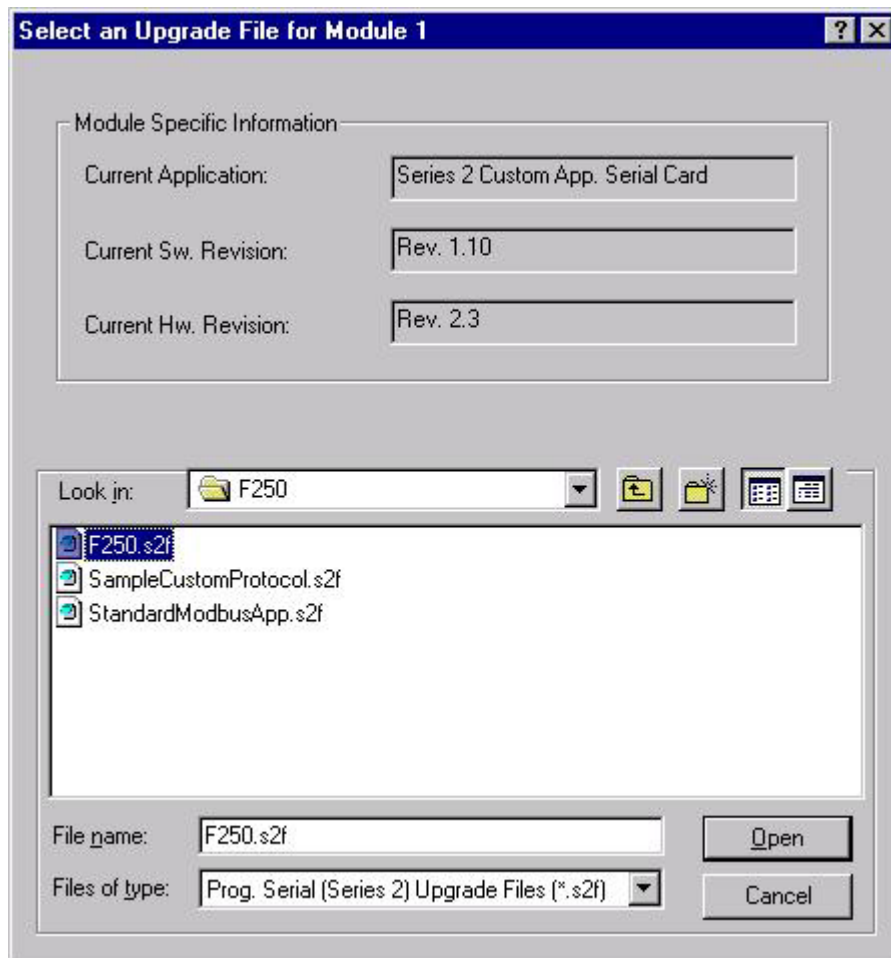 Select an Upgrade File for Module 1
Module Specific Information
Current Application: Series 2 Custom App. Serial Card
Current Sw. Revision: Rev. 1.10
Current Hw. Revision: Rev. 2.3
Look in: F250
F250.s2f
SampleCustomProtocol.s2f
StandardModbusApp.s2f
File name: F250.s2f Open
Files of type: Prog. Serial (Series 2) Upgrade Files (*.s2f) Cancel